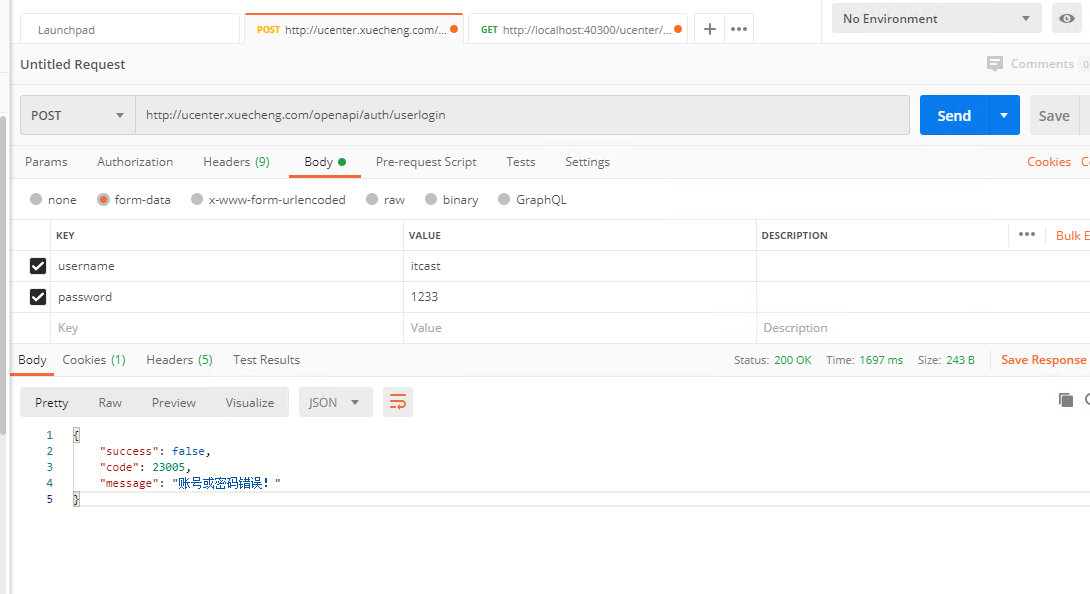 Launchpad
POST http://ucenter.xuecheng.com/...
GET http://localhost:40300/ucenter/...
No Environment
Untitled Request
Comments 0
POST http://ucenter.xuecheng.com/openapi/auth/userlogin
Send
Save
Params Authorization Headers (9) Body Pre-request Script Tests Settings
Cookies
none form-data x-www-form-urlencoded raw binary GraphQL
KEY VALUE DESCRIPTION ••• Bulk E
username itcast
password 1233
Key Value Description
Body Cookies (1) Headers (5) Test Results Status: 200 OK Time: 1697 ms Size: 243 B Save Response
Pretty Raw Preview Visualize JSON
1 {
2 "success": false,
3 "code": 23005,
4 "message": "账号或密码错误！"
5 }